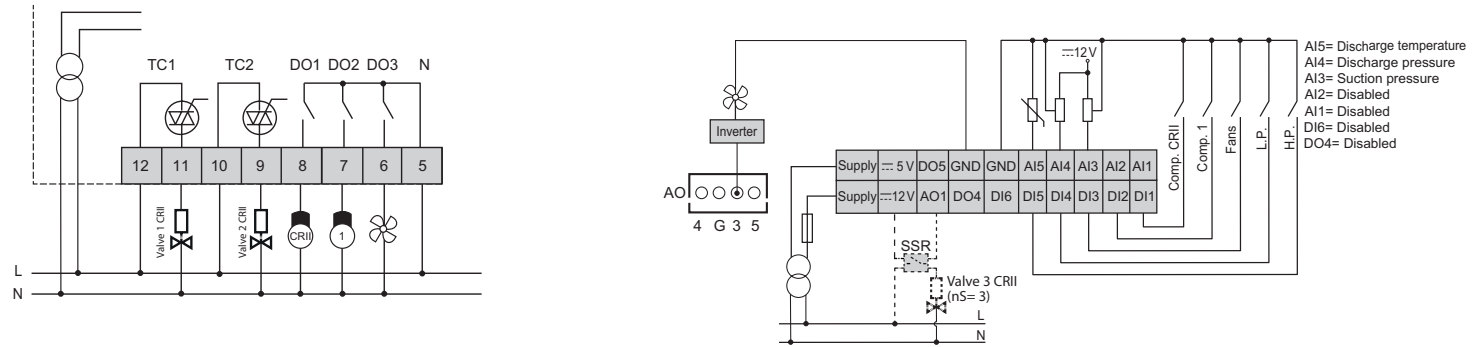 TC1 TC2 DO1 DO2 DO3 N
12 11 10 9 8 7 6 5
Valve 1 CRII
Valve 2 CRII
CRII 1
L
N
12 V
AI5= Discharge temperature
AI4= Discharge pressure
AI3= Suction pressure
AI2= Disabled
AI1= Disabled
DI6= Disabled
DO4= Disabled
Comp. CRII
Comp. 1
Fans
L.P.
H.P.
Inverter
AO
4 G 3 5
Supply 5 V DO5 GND GND AI5 AI4 AI3 AI2 AI1
Supply 12 V AO1 DO4 DI6 DI5 DI4 DI3 DI2 DI1
SSR
Valve 3 CRII
(nS= 3)
L
N